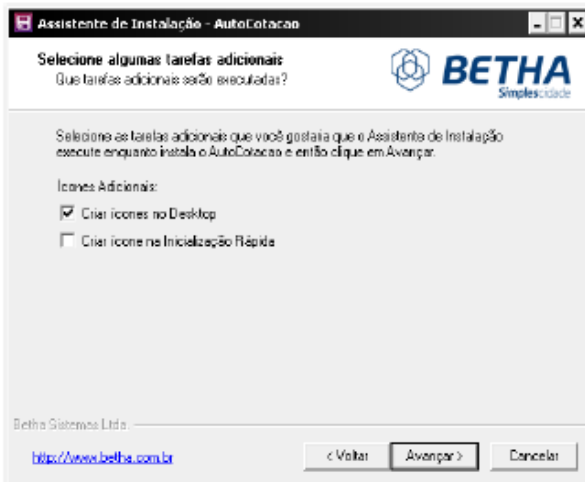 Assistente de Instalação - AutoCotacao
Selecione algumas tarefas adicionais
Que tarefas adicionais serão executadas?
BETHA
Simplescidade
Selecione as tarefas adicionais que você gostaria que o Assistente de Instalação
execute enquanto instala o AutoCotacao e então clique em Avançar.
Ícones Adicionais:
Criar ícones no Desktop
Criar ícone na Inicialização Rápida
Betha Sistemas Ltda.
http://www.betha.com.br
< Voltar
Avançar >
Cancelar